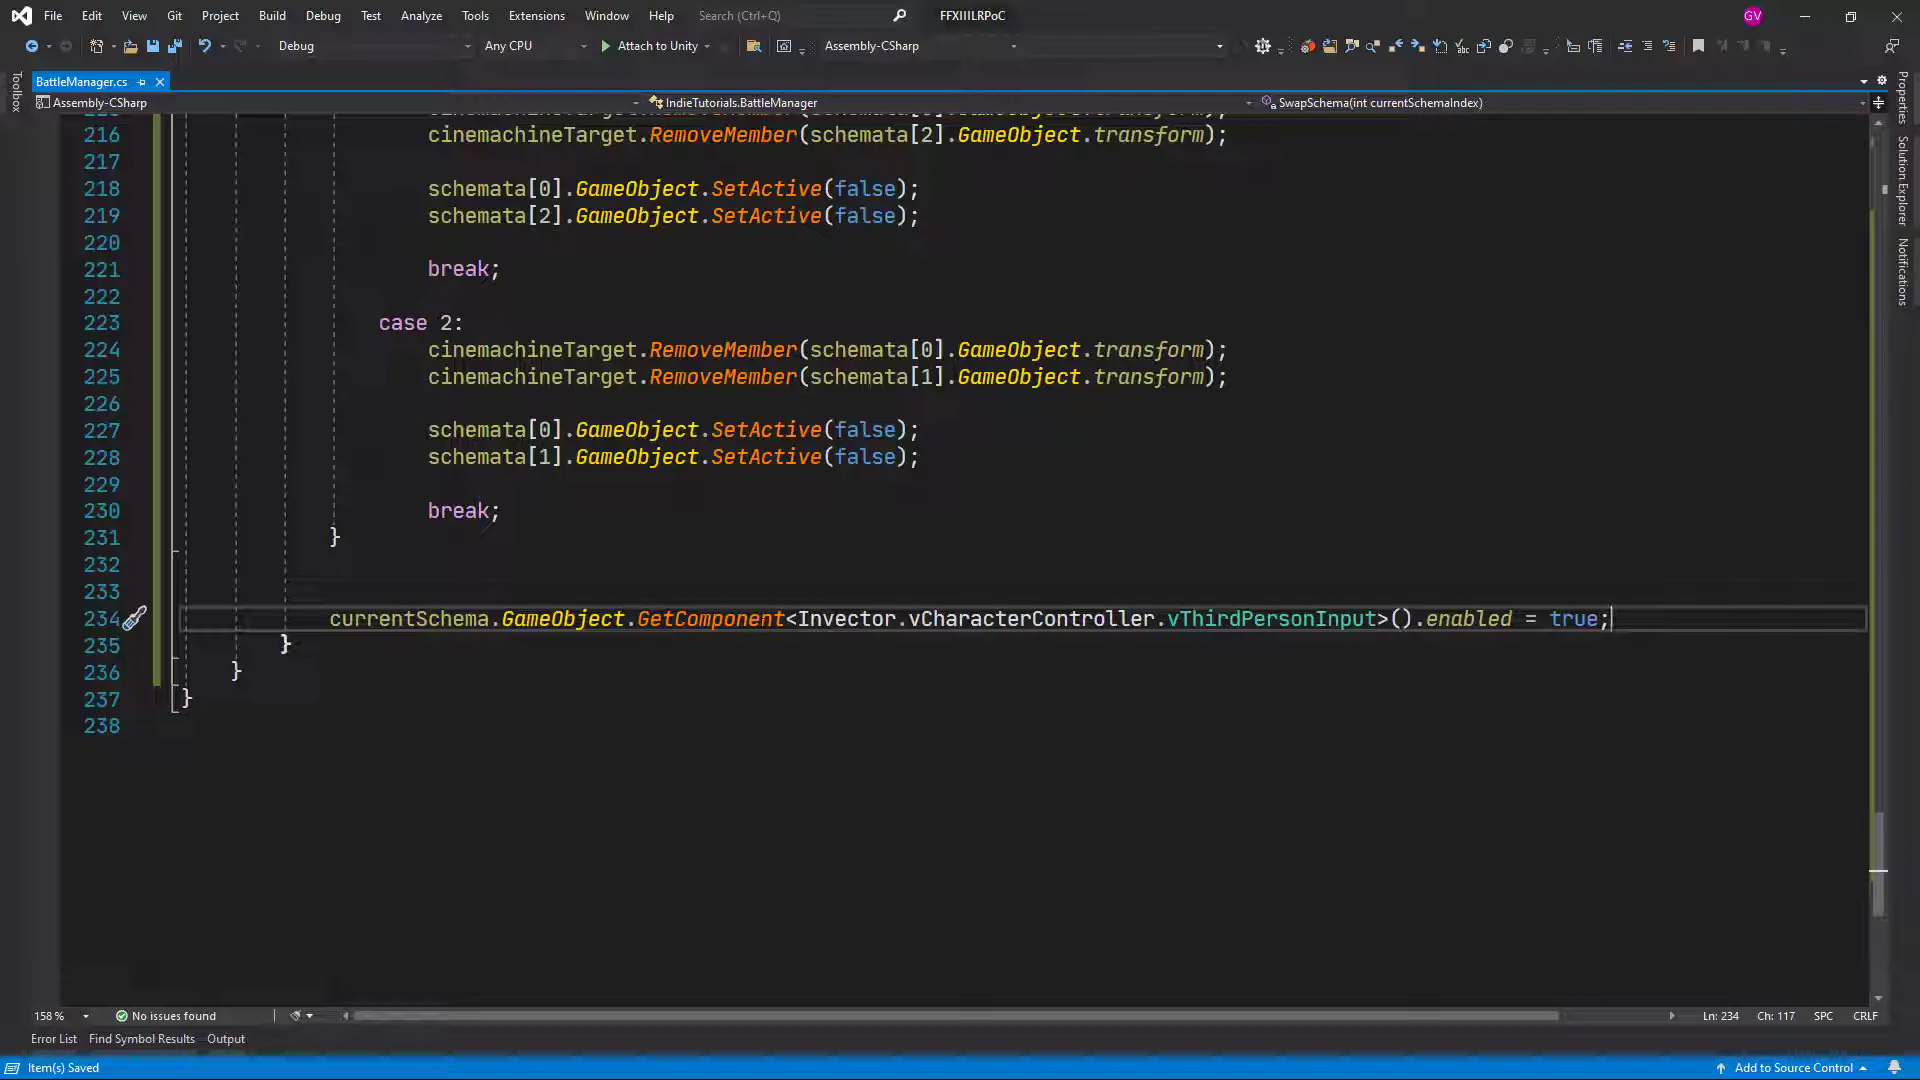 File Edit View Git Project Build Debug Test Analyze Tools Extensions Window Help Search (Ctrl+Q) FFXIIILRPoC GV
Debug Any CPU Attach to Unity Assembly-CSharp
BattleManager.cs
Assembly-CSharp IndieTutorials.BattleManager SwapSchema(int currentSchemaIndex)
Toolbox
Properties
Solution Explorer
Notifications
216 cinemachineTarget.RemoveMember(schemata[2].GameObject.transform);
217
218 schemata[0].GameObject.SetActive(false);
219 schemata[2].GameObject.SetActive(false);
220
221 break;
222
223 case 2:
224 cinemachineTarget.RemoveMember(schemata[0].GameObject.transform);
225 cinemachineTarget.RemoveMember(schemata[1].GameObject.transform);
226
227 schemata[0].GameObject.SetActive(false);
228 schemata[1].GameObject.SetActive(false);
229
230 break;
231 }
232
233
234 currentSchema.GameObject.GetComponent<Invector.vCharacterController.vThirdPersonInput>().enabled = true;
235 }
236 }
237 }
238
158 % No issues found Ln: 234 Ch: 117 SPC CRLF
Error List Find Symbol Results Output
Item(s) Saved Add to Source Control